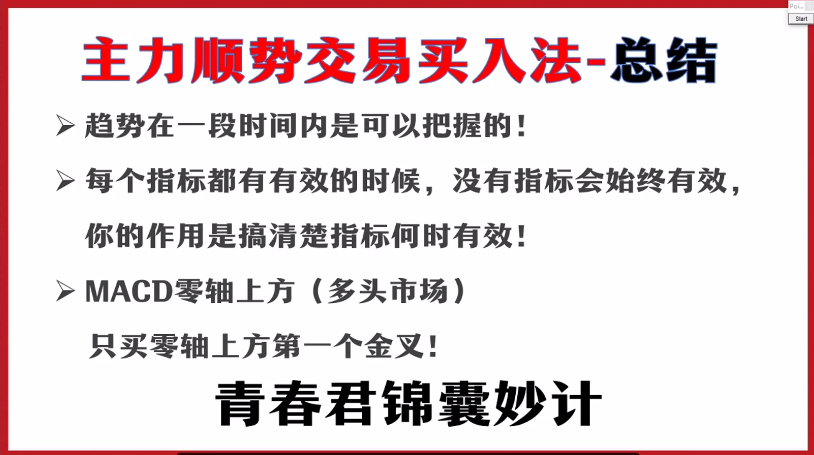 主力顺势交易买入法-总结
➢ 趋势在一段时间内是可以把握的！
➢ 每个指标都有有效的时候，没有指标会始终有效，
你的作用是搞清楚指标何时有效！
➢ MACD零轴上方（多头市场）
只买零轴上方第一个金叉！
青春君锦囊妙计
Poi...
Start